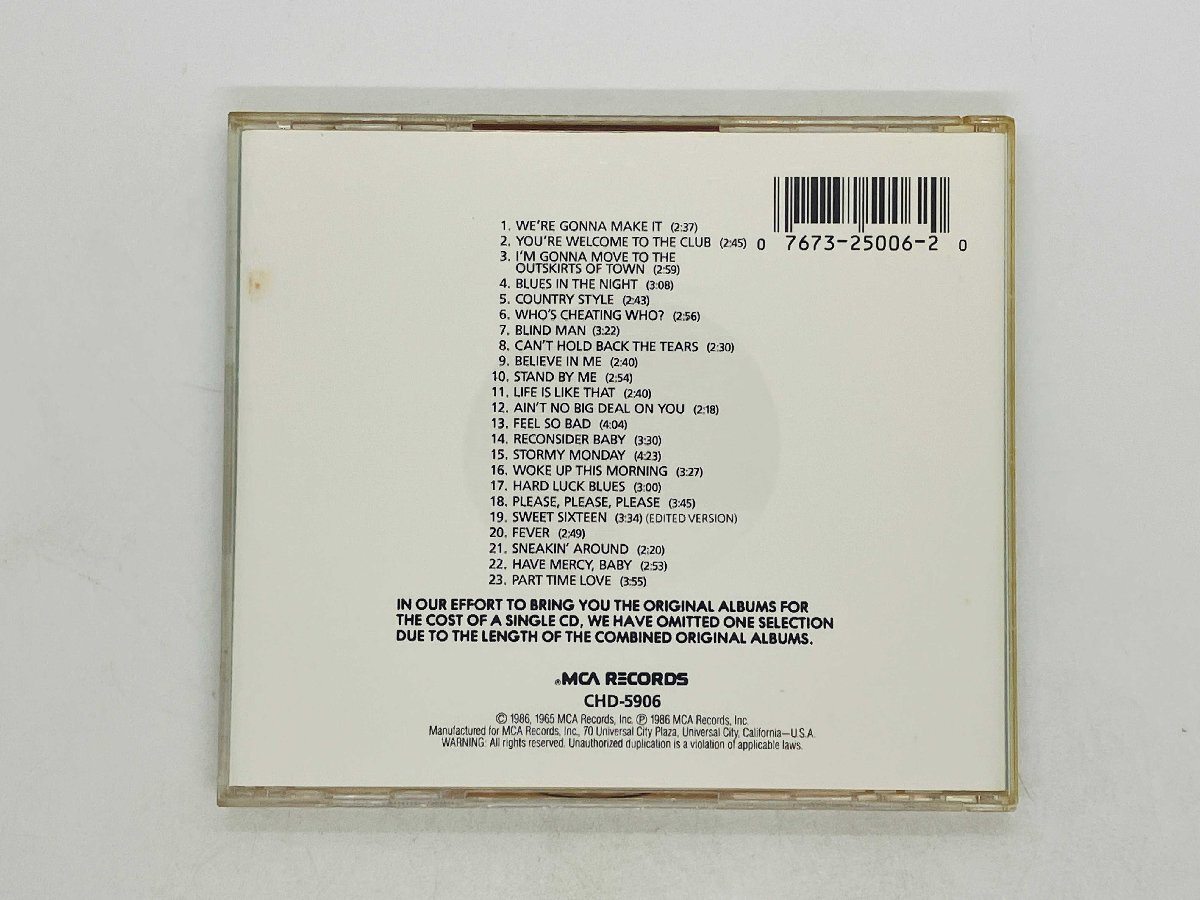 1. WE'RE GONNA MAKE IT (2:37)
2. YOU'RE WELCOME TO THE CLUB (2:45)
0 7673-25006-2 0
3. I'M GONNA MOVE TO THE
OUTSKIRTS OF TOWN (2:59)
4. BLUES IN THE NIGHT (3:08)
5. COUNTRY STYLE (2:43)
6. WHO'S CHEATING WHO? (2:56)
7. BLIND MAN (3:22)
8. CAN'T HOLD BACK THE TEARS (2:30)
9. BELIEVE IN ME (2:40)
10. STAND BY ME (2:54)
11. LIFE IS LIKE THAT (2:40)
12. AIN'T NO BIG DEAL ON YOU (2:18)
13. FEEL SO BAD (4:04)
14. RECONSIDER BABY (3:30)
15. STORMY MONDAY (4:23)
16. WOKE UP THIS MORNING (3:27)
17. HARD LUCK BLUES (3:00)
18. PLEASE, PLEASE, PLEASE (3:45)
19. SWEET SIXTEEN (3:34) (EDITED VERSION)
20. FEVER (2:49)
21. SNEAKIN' AROUND (2:20)
22. HAVE MERCY, BABY (2:53)
23. PART TIME LOVE (3:55)
IN OUR EFFORT TO BRING YOU THE ORIGINAL ALBUMS FOR
THE COST OF A SINGLE CD, WE HAVE OMITTED ONE SELECTION
DUE TO THE LENGTH OF THE COMBINED ORIGINAL ALBUMS.
®MCA RECORDS
CHD-5906
© 1986, 1965 MCA Records, Inc. ℗ 1986 MCA Records, Inc.
Manufactured for MCA Records, Inc., 70 Universal City Plaza, Universal City, California—U.S.A.
WARNING: All rights reserved. Unauthorized duplication is a violation of applicable laws.